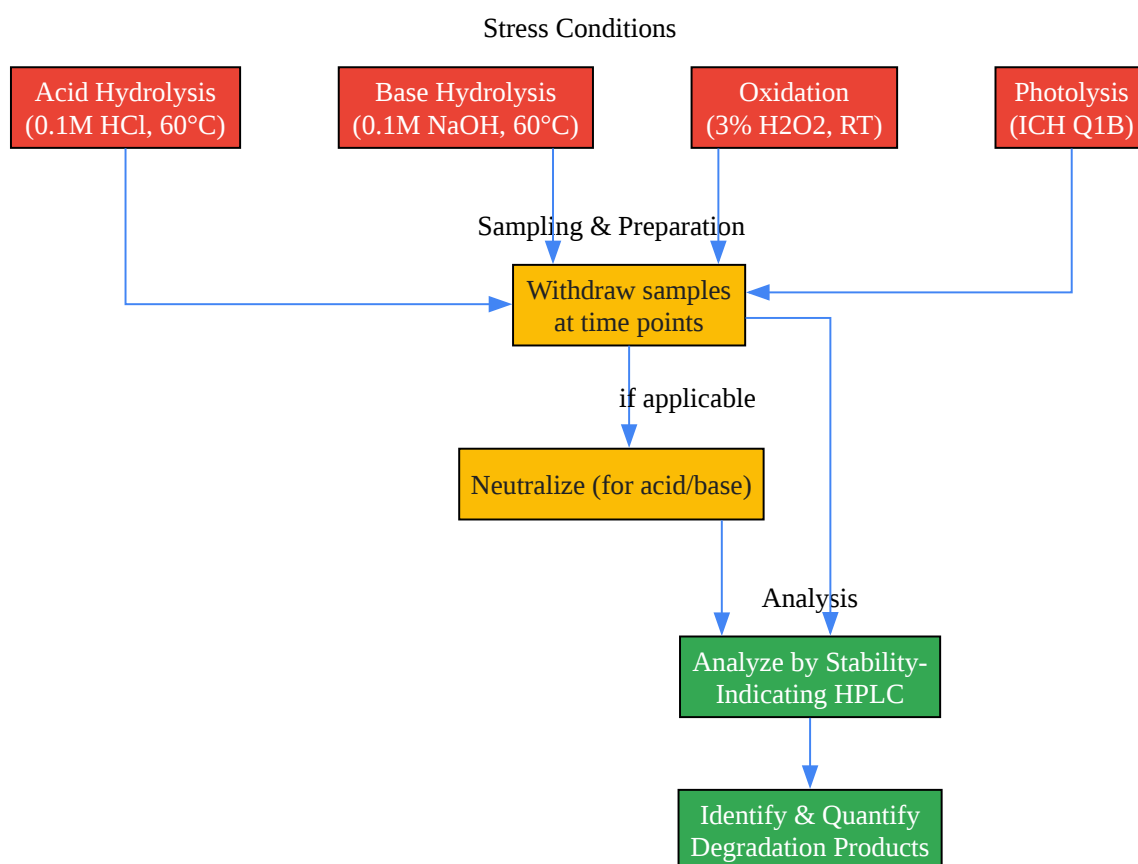 Stress Conditions
Acid Hydrolysis
(0.1M HCl, 60°C)
Base Hydrolysis
(0.1M NaOH, 60°C)
Oxidation
(3% H2O2, RT)
Photolysis
(ICH Q1B)
Sampling & Preparation
Withdraw samples
at time points
if applicable
Neutralize (for acid/base)
Analysis
Analyze by Stability-
Indicating HPLC
Identify & Quantify
Degradation Products